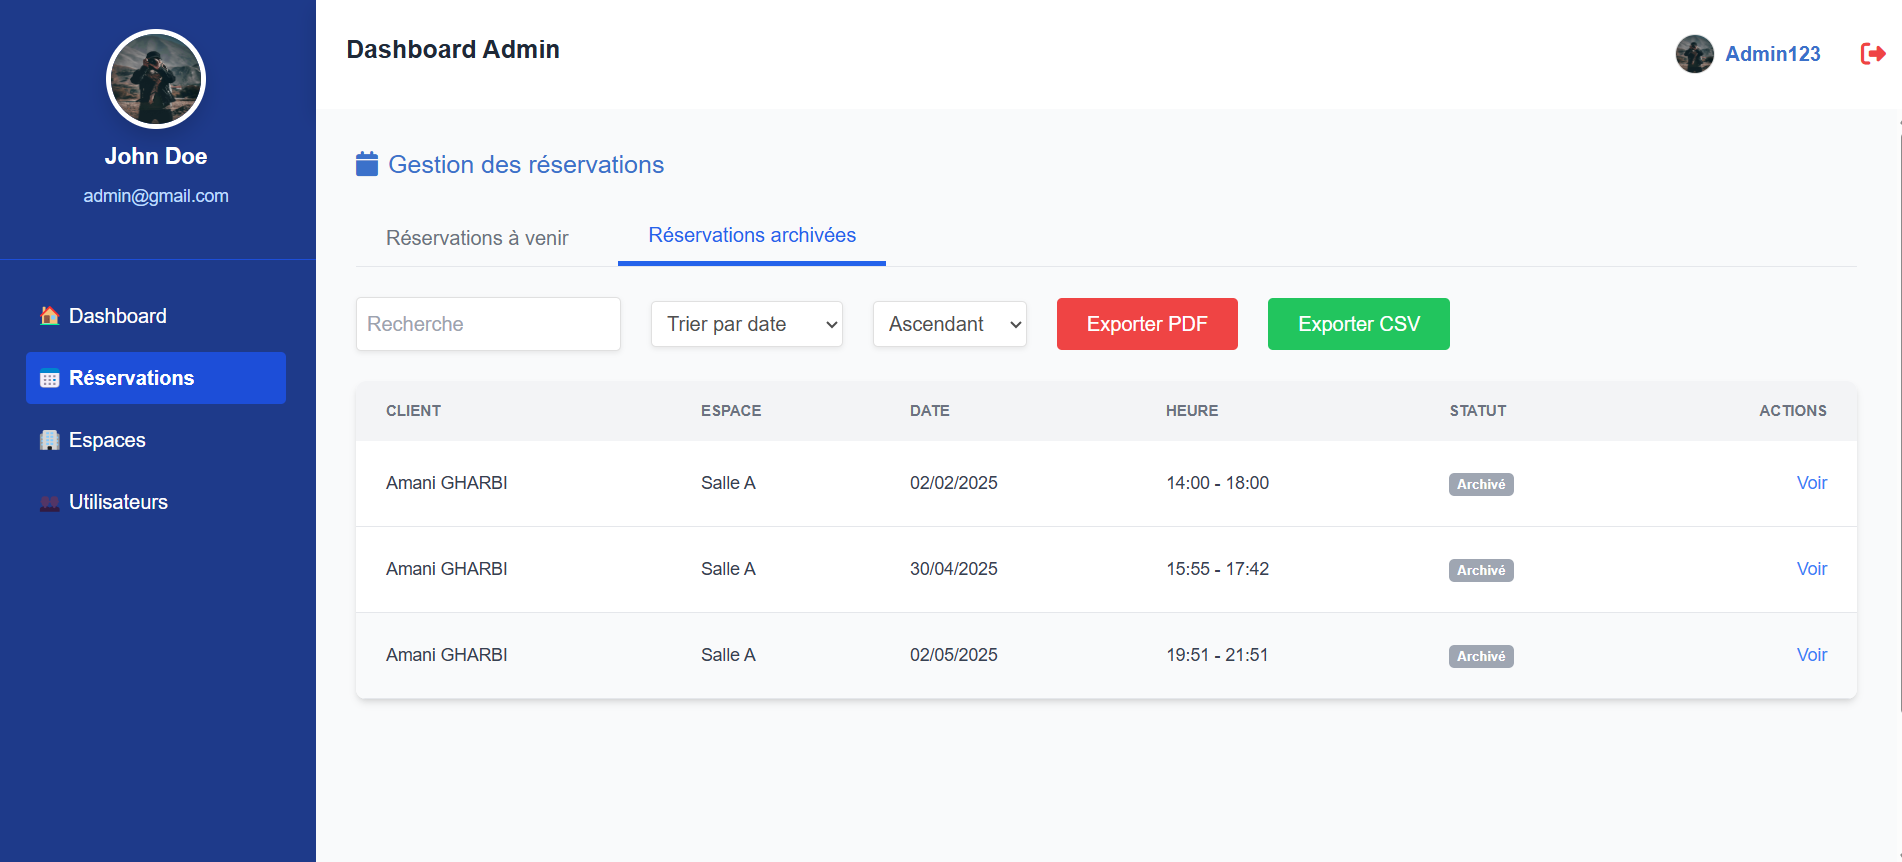 John Doe
admin@gmail.com
Dashboard
Réservations
Espaces
Utilisateurs
Dashboard Admin
Admin123
Gestion des réservations
Réservations à venir
Réservations archivées
Recherche
Trier par date
Ascendant
Exporter PDF
Exporter CSV
CLIENT ESPACE DATE HEURE STATUT ACTIONS
Amani GHARBI Salle A 02/02/2025 14:00 - 18:00 Archivé Voir
Amani GHARBI Salle A 30/04/2025 15:55 - 17:42 Archivé Voir
Amani GHARBI Salle A 02/05/2025 19:51 - 21:51 Archivé Voir